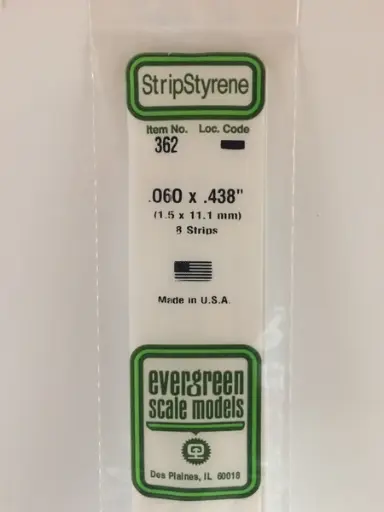 StripStyrene
Item No. Loc. Code
362
.060 x .438"
(1.5 x 11.1 mm)
8 Strips
Made in U.S.A.
evergreen
scale models
Des Plaines, IL 60018